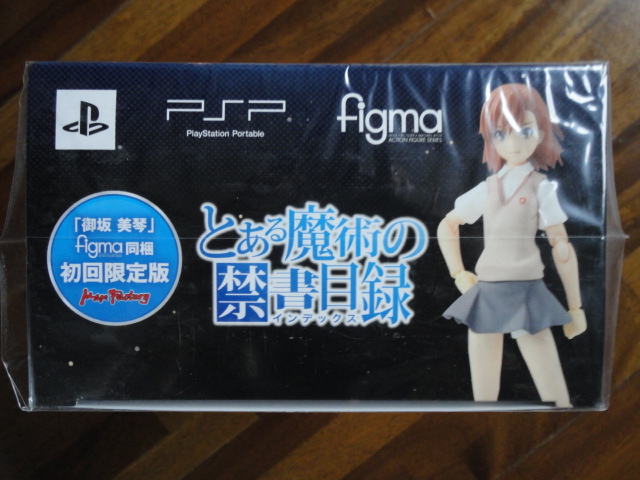 PSP
PlayStation Portable
figma
ACTION FIGURE SERIES
「御坂 美琴」
figma同梱
初回限定版
Max Factory
とある魔術の
禁書目録
インデックス